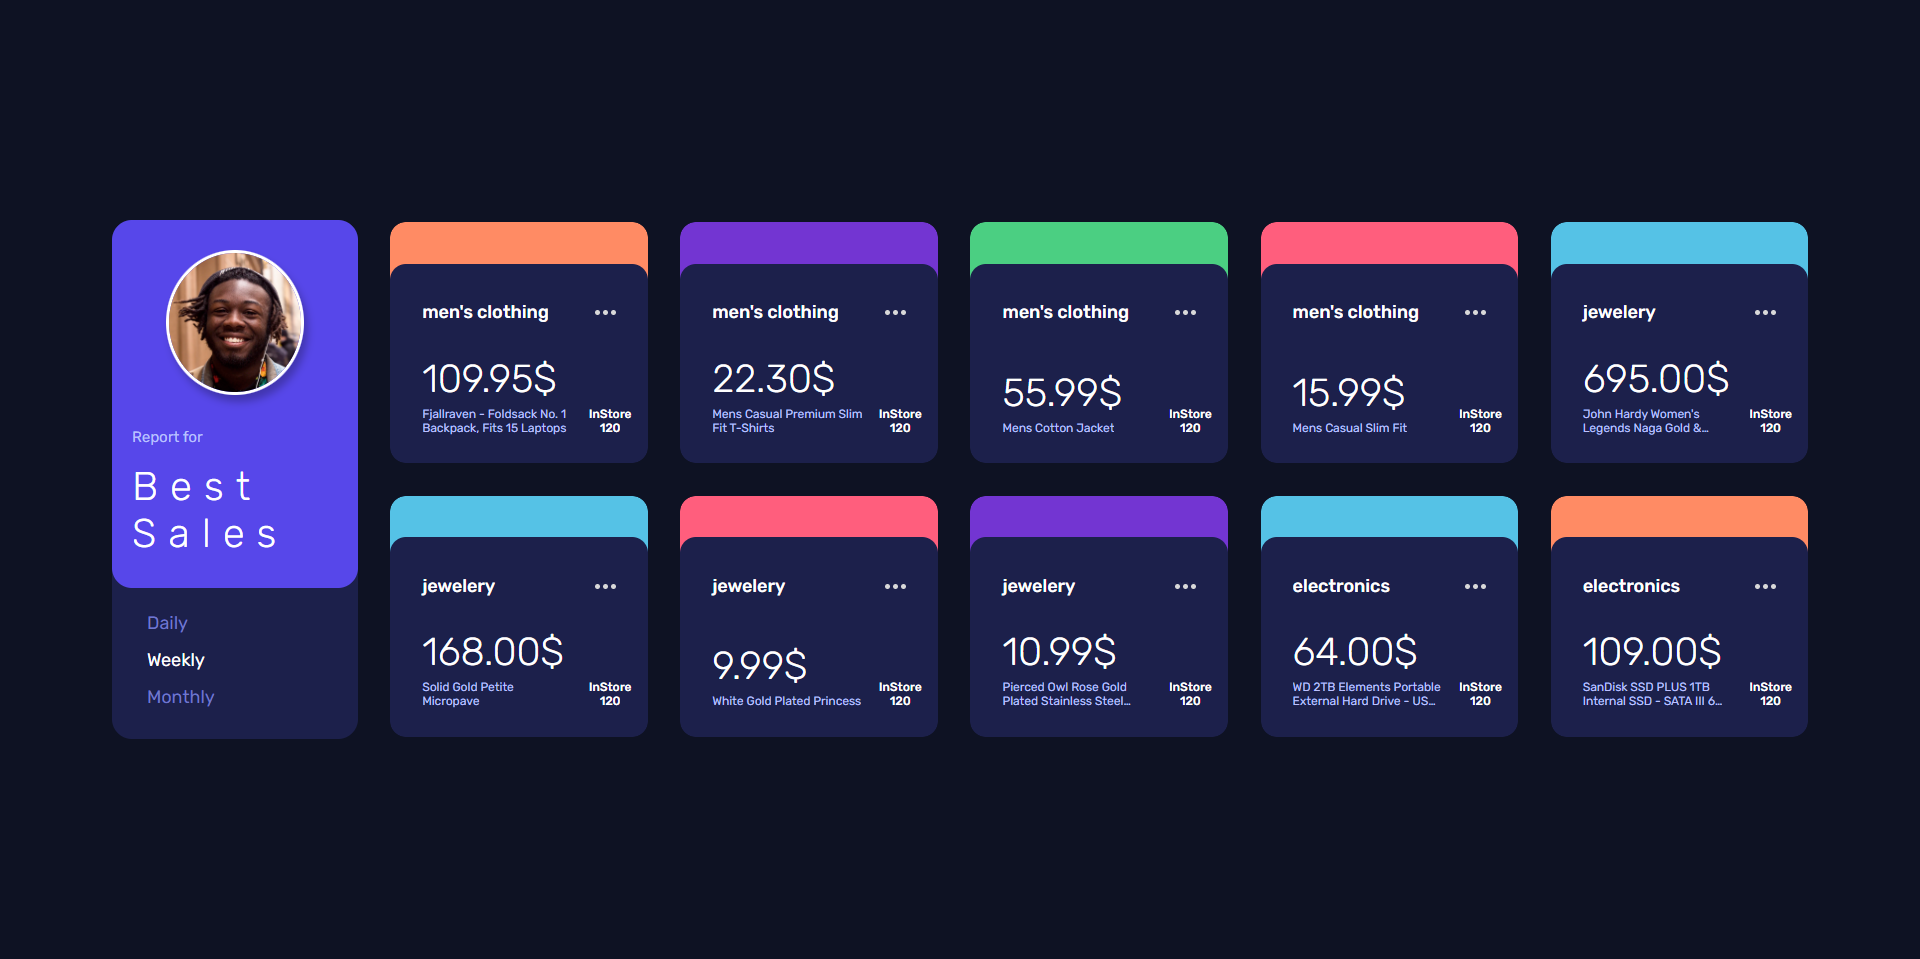 Report for
Best
Sales
Daily
Weekly
Monthly
men's clothing
109.95$
Fjallraven - Foldsack No. 1
Backpack, Fits 15 Laptops
InStore
120
men's clothing
22.30$
Mens Casual Premium Slim
Fit T-Shirts
InStore
120
men's clothing
55.99$
Mens Cotton Jacket
InStore
120
men's clothing
15.99$
Mens Casual Slim Fit
InStore
120
jewelery
695.00$
John Hardy Women's
Legends Naga Gold &...
InStore
120
jewelery
168.00$
Solid Gold Petite
Micropave
InStore
120
jewelery
9.99$
White Gold Plated Princess
InStore
120
jewelery
10.99$
Pierced Owl Rose Gold
Plated Stainless Steel...
InStore
120
electronics
64.00$
WD 2TB Elements Portable
External Hard Drive - US...
InStore
120
electronics
109.00$
SanDisk SSD PLUS 1TB
Internal SSD - SATA III 6...
InStore
120